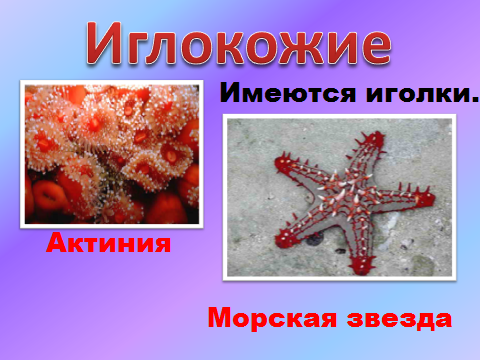 Иглокожие
Имеются иголки.
Актиния
Морская звезда